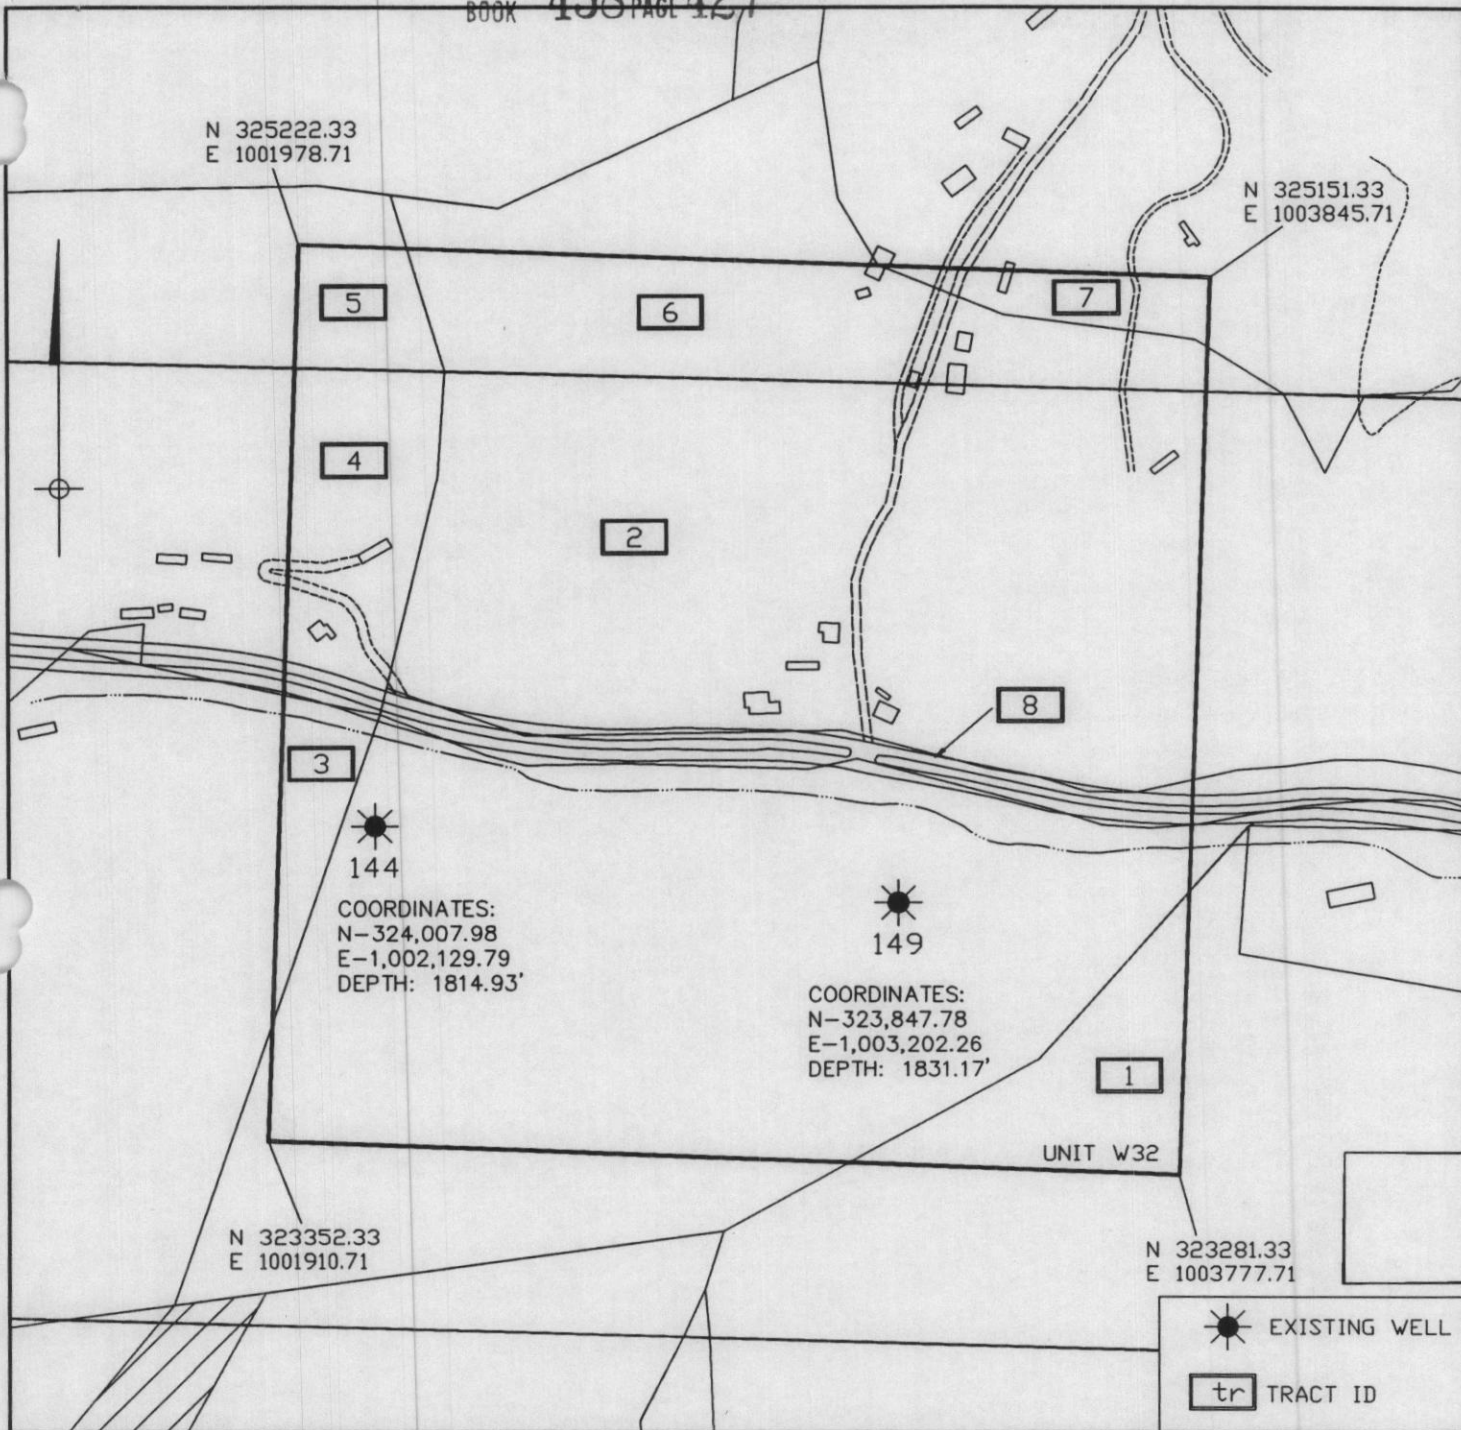 BOOK PAGE
N 325222.33
E 1001978.71
N 325151.33
E 1003845.71
5
6
7
4
2
8
3
144
COORDINATES:
N-324,007.98
E-1,002,129.79
DEPTH: 1814.93'
149
COORDINATES:
N-323,847.78
E-1,003,202.26
DEPTH: 1831.17'
1
UNIT W32
N 323352.33
E 1001910.71
N 323281.33
E 1003777.71
EXISTING WELL
tr TRACT ID